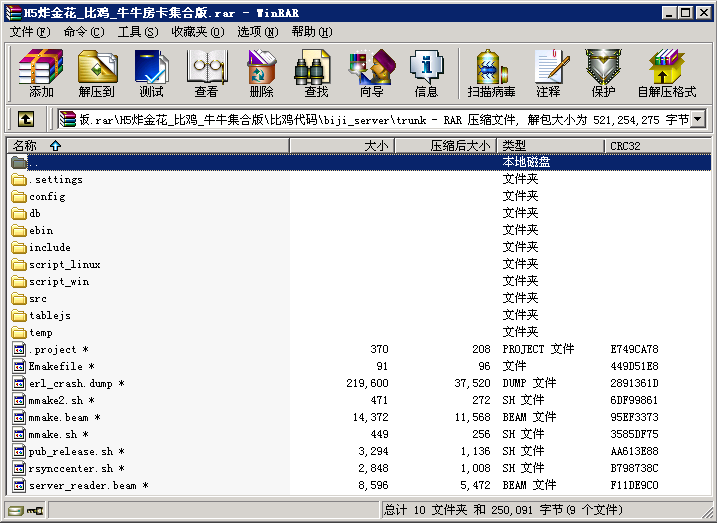 H5炸金花_比鸡_牛牛房卡集合版.rar - WinRAR
文件(F) 命令(C) 工具(S) 收藏夹(O) 选项(N) 帮助(H)
添加 解压到 测试 查看 删除 查找 向导 信息 扫描病毒 注释 保护 自解压格式
版.rar\H5炸金花_比鸡_牛牛集合版\比鸡代码\biji_server\trunk - RAR 压缩文件, 解包大小为 521,254,275 字节
名称 大小 压缩后大小 类型 CRC32
.. 本地磁盘
.settings 文件夹
config 文件夹
db 文件夹
ebin 文件夹
include 文件夹
script_linux 文件夹
script_win 文件夹
src 文件夹
tablejs 文件夹
temp 文件夹
.project * 370 208 PROJECT 文件 E749CA78
Emakefile * 91 96 文件 449D51E8
erl_crash.dump * 219,600 37,520 DUMP 文件 2891361D
mmake2.sh * 471 272 SH 文件 6DF99861
mmake.beam * 14,372 11,568 BEAM 文件 95EF3373
mmake.sh * 449 256 SH 文件 3585DF75
pub_release.sh * 3,294 1,136 SH 文件 AA613E88
rsynccenter.sh * 2,848 1,008 SH 文件 B798738C
server_reader.beam * 8,596 5,472 BEAM 文件 F11DE9C0
总计 10 文件夹 和 250,091 字节(9 个文件)